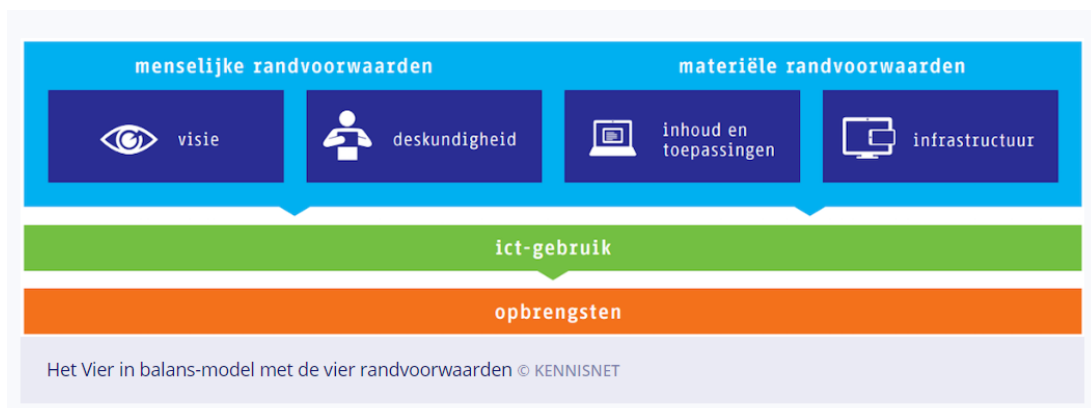 menselijke randvoorwaarden
materiële randvoorwaarden
visie
deskundigheid
inhoud en
toepassingen
infrastructuur
ict-gebruik
opbrengsten
Het Vier in balans-model met de vier randvoorwaarden © KENNISNET